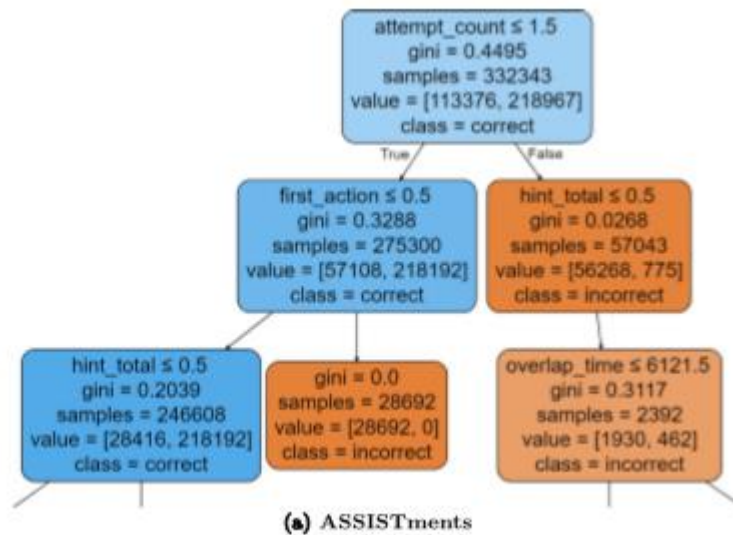 attempt_count ≤ 1.5
gini = 0.4495
samples = 332343
value = [113376, 218967]
class = correct
True
False
first_action ≤ 0.5
gini = 0.3288
samples = 275300
value = [57108, 218192]
class = correct
hint_total ≤ 0.5
gini = 0.0268
samples = 57043
value = [56268, 775]
class = incorrect
hint_total ≤ 0.5
gini = 0.2039
samples = 246608
value = [28416, 218192]
class = correct
gini = 0.0
samples = 28692
value = [28692, 0]
class = incorrect
overlap_time ≤ 6121.5
gini = 0.3117
samples = 2392
value = [1930, 462]
class = incorrect
(a) ASSISTments